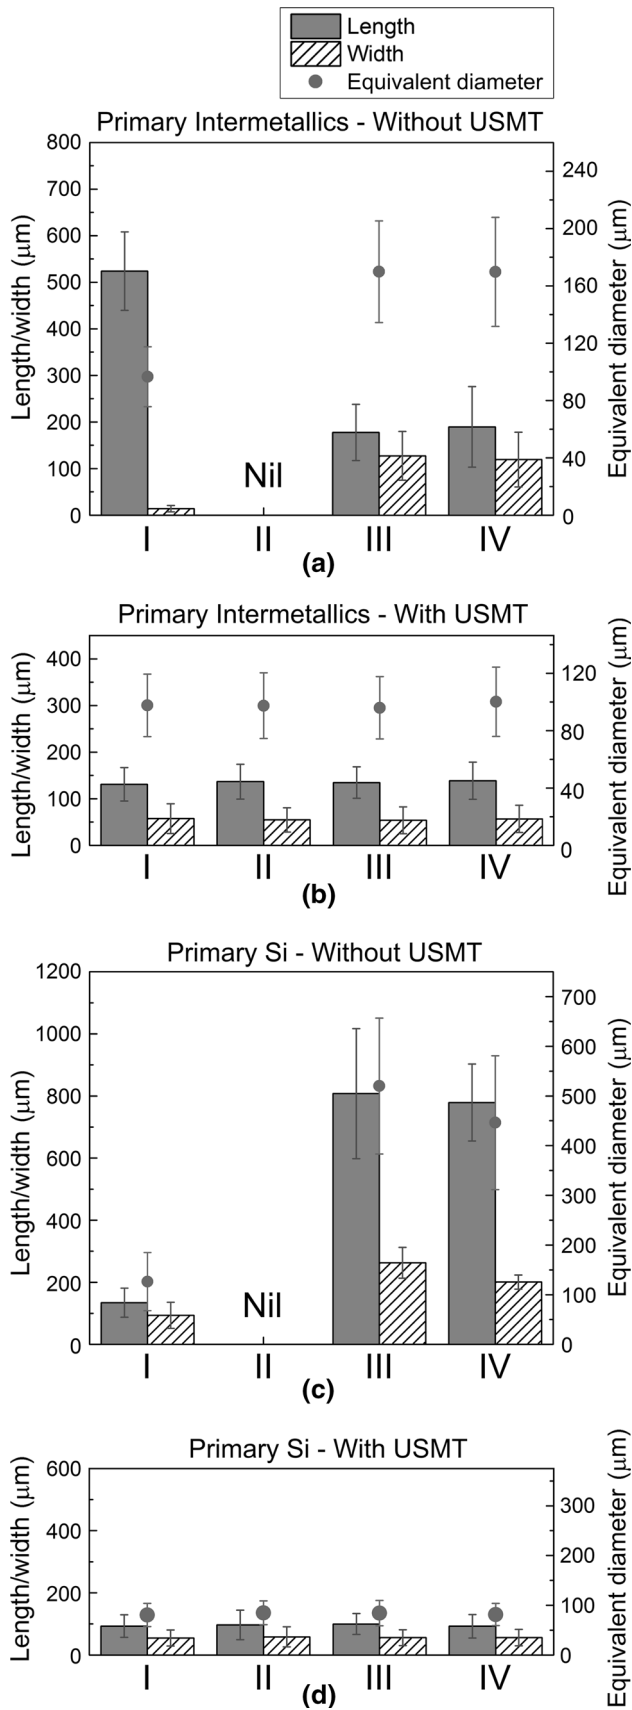 Length
Width
Equivalent diameter
Primary Intermetallics - Without USMT
Length/width (μm)
800
700
600
500
400
300
200
100
0
Nil
240
200
160
120
80
40
0
Equivalent diameter (μm)
I II III IV
(a)
Primary Intermetallics - With USMT
Length/width (μm)
400
300
200
100
0
120
80
40
0
Equivalent diameter (μm)
I II III IV
(b)
Primary Si - Without USMT
Length/width (μm)
1200
1000
800
600
400
200
0
Nil
700
600
500
400
300
200
100
0
Equivalent diameter (μm)
I II III IV
(c)
Primary Si - With USMT
Length/width (μm)
600
400
200
0
300
200
100
0
Equivalent diameter (μm)
I II III IV
(d)